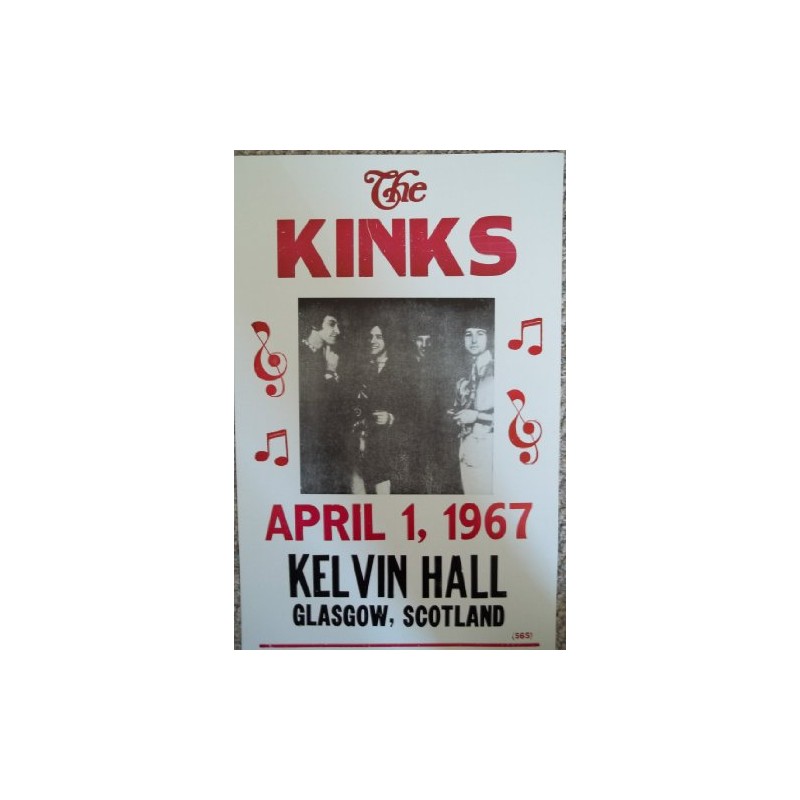 The
KINKS
APRIL 1, 1967
KELVIN HALL
GLASGOW, SCOTLAND
(565)